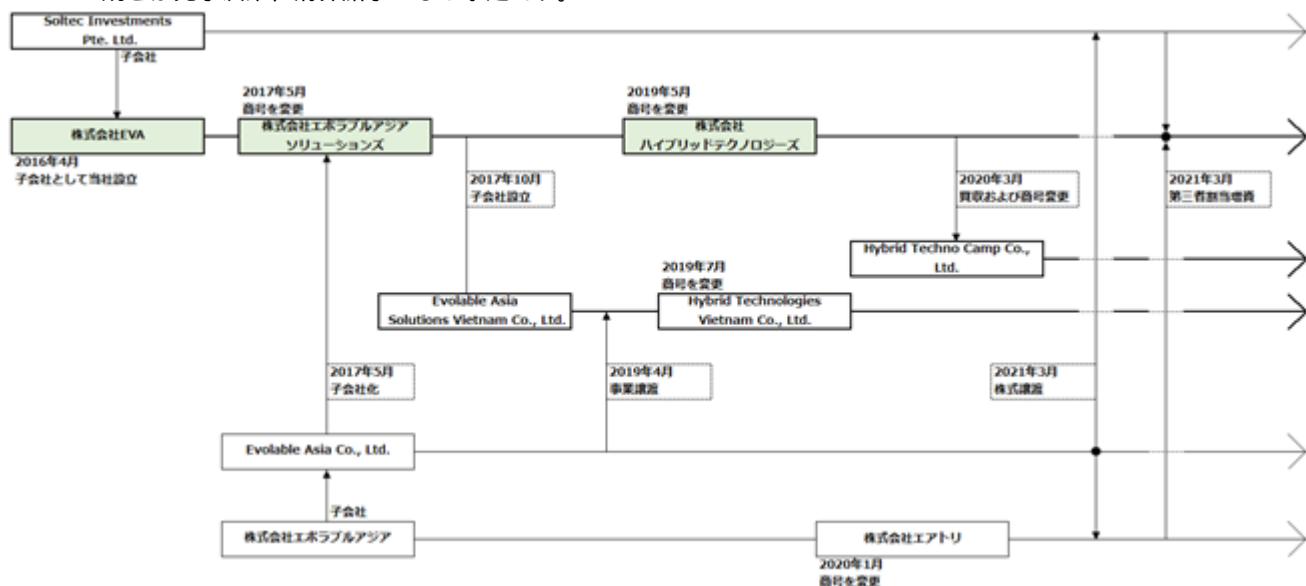 Soltec Investments
Pte. Ltd.
子会社
2017年5月
商号を変更
2019年5月
商号を変更
株式会社EVA
株式会社エボラブルアジア
ソリューションズ
株式会社
ハイブリッドテクノロジーズ
2016年4月
子会社として当社設立
2017年10月
子会社設立
2020年3月
買収および商号変更
2021年3月
第三者割当増資
Hybrid Techno Camp Co.,
Ltd.
2019年7月
商号を変更
Evolable Asia
Solutions Vietnam Co., Ltd.
Hybrid Technologies
Vietnam Co., Ltd.
2017年5月
子会社化
2019年4月
事業譲渡
2021年3月
株式譲渡
Evolable Asia Co., Ltd.
子会社
株式会社エボラブルアジア
株式会社エアトリ
2020年1月
商号を変更